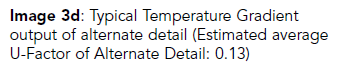 Image 3d: Typical Temperature Gradient
output of alternate detail (Estimated average
U-Factor of Alternate Detail: 0.13)